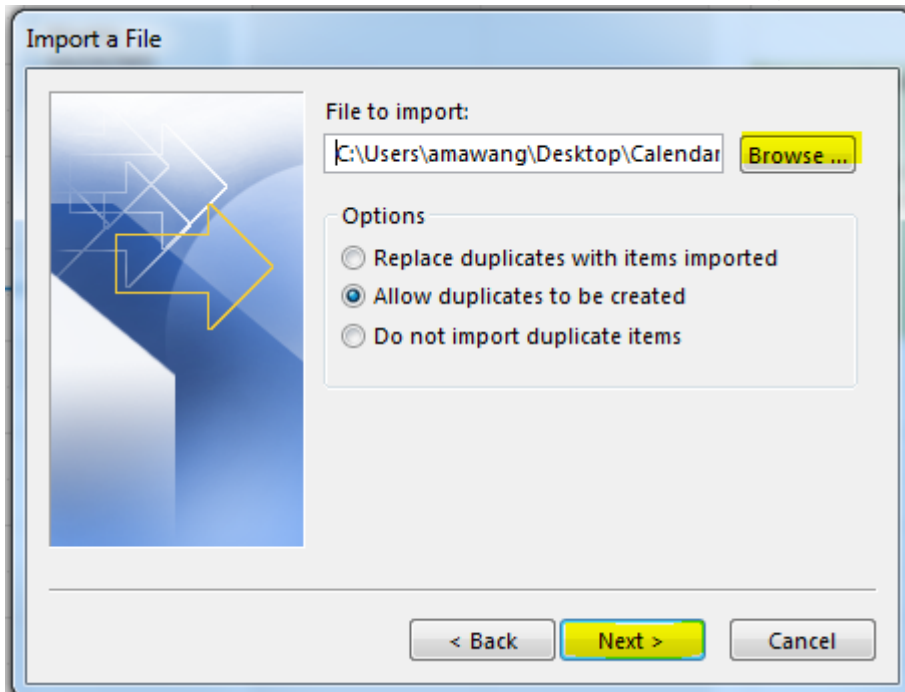 Import a File
File to import:
C:\Users\amawang\Desktop\Calendar
Browse ...
Options
Replace duplicates with items imported
Allow duplicates to be created
Do not import duplicate items
< Back
Next >
Cancel